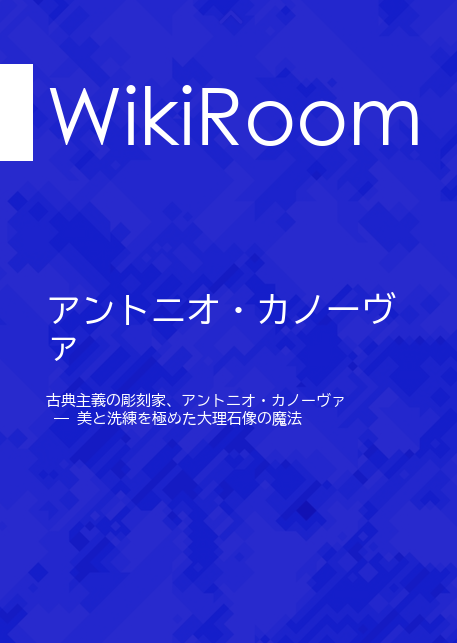 WikiRoom
アントニオ・カノーヴ
ァ
古典主義の彫刻家、アントニオ・カノーヴァ
— 美と洗練を極めた大理石像の魔法